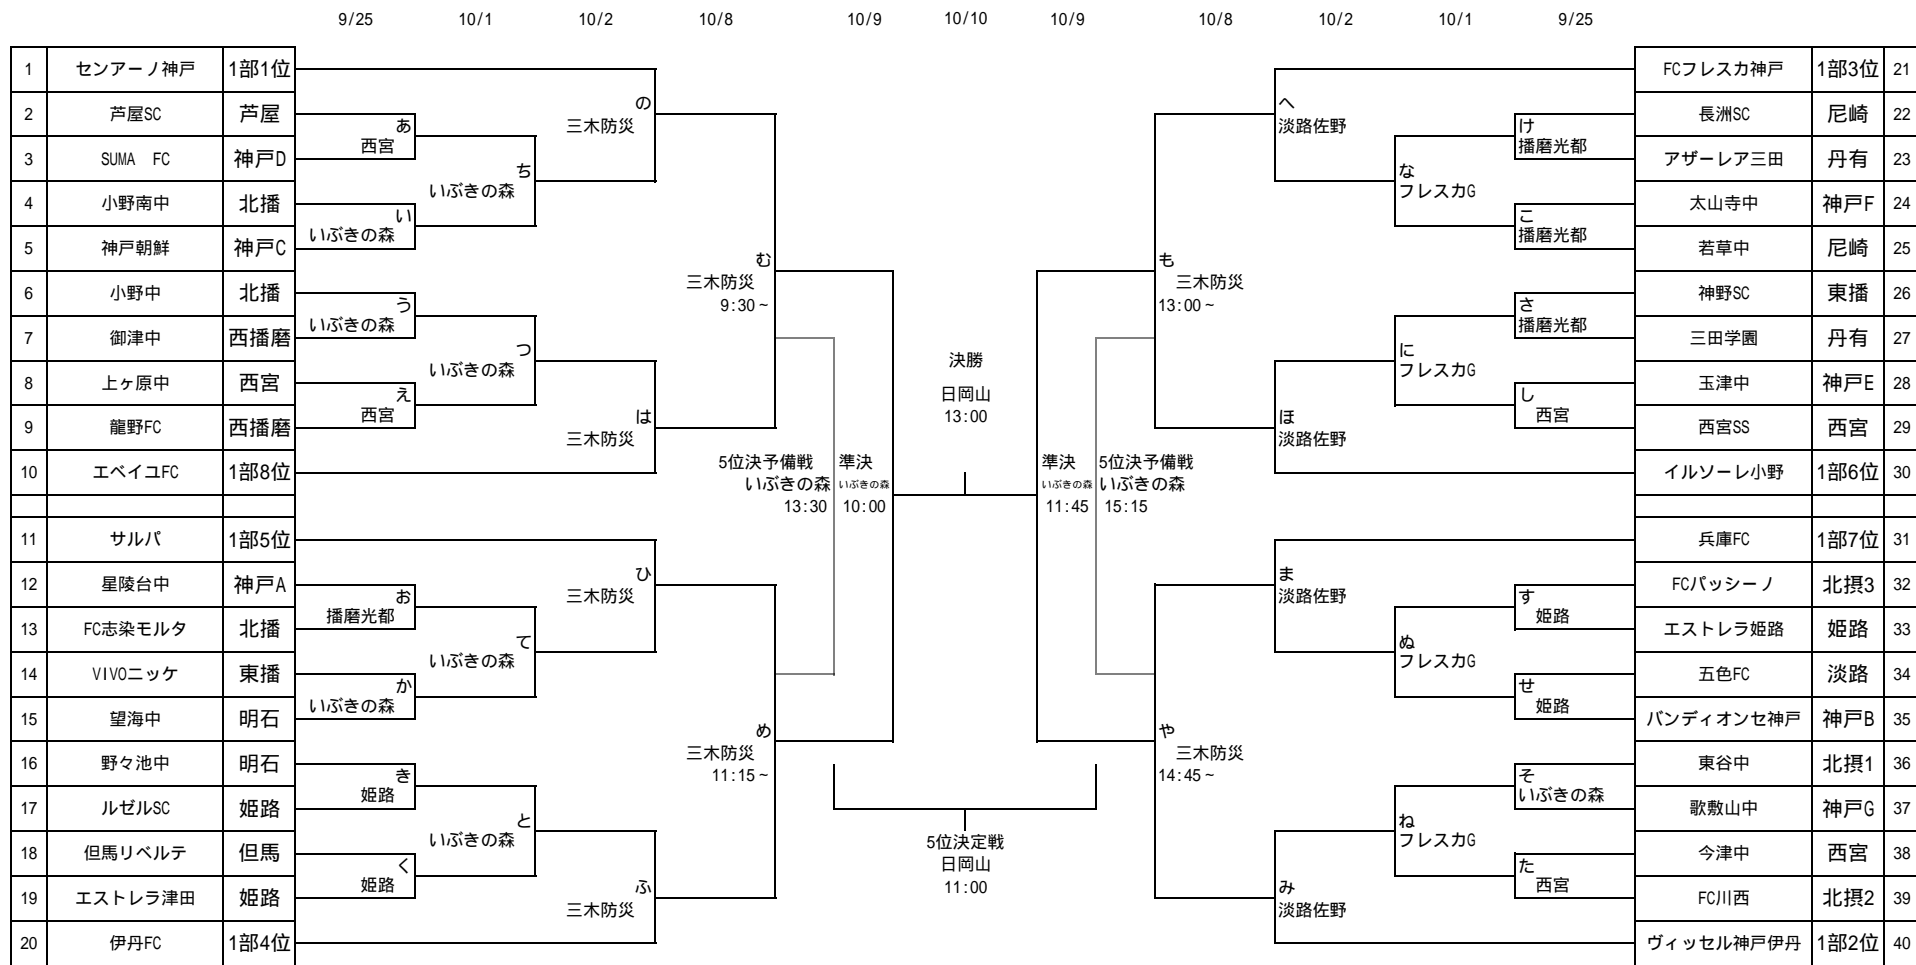 9/25 10/1 10/2 10/8 10/9 10/10 10/9 10/8 10/2 10/1 9/25
1 センアーノ神戸 1部1位
2 芦屋SC 芦屋
3 SUMA FC 神戸D
4 小野南中 北播
5 神戸朝鮮 神戸C
6 小野中 北播
7 御津中 西播磨
8 上ヶ原中 西宮
9 龍野FC 西播磨
10 エベイユFC 1部8位
11 サルパ 1部5位
12 星陵台中 神戸A
13 FC志染モルタ 北播
14 VIVOニッケ 東播
15 望海中 明石
16 野々池中 明石
17 ルゼルSC 姫路
18 但馬リベルテ 但馬
19 エストレラ津田 姫路
20 伊丹FC 1部4位
あ
西宮
い
いぶきの森
う
いぶきの森
え
西宮
お
播磨光都
か
いぶきの森
き
姫路
く
姫路
ち
いぶきの森
つ
いぶきの森
て
いぶきの森
と
いぶきの森
の
三木防災
は
三木防災
ひ
三木防災
ふ
三木防災
む
三木防災
9:30~
め
三木防災
11:15~
5位決予備戦
いぶきの森
13:30
準決
いぶきの森
10:00
決勝
日岡山
13:00
5位決定戦
日岡山
11:00
準決
いぶきの森
11:45
5位決予備戦
いぶきの森
15:15
も
三木防災
13:00~
や
三木防災
14:45~
へ
淡路佐野
ほ
淡路佐野
ま
淡路佐野
み
淡路佐野
な
フレスカG
に
フレスカG
ぬ
フレスカG
ね
フレスカG
け
播磨光都
こ
播磨光都
さ
播磨光都
し
西宮
す
姫路
せ
姫路
そ
いぶきの森
た
西宮
FCフレスカ神戸 1部3位 21
長洲SC 尼崎 22
アザーレア三田 丹有 23
太山寺中 神戸F 24
若草中 尼崎 25
神野SC 東播 26
三田学園 丹有 27
玉津中 神戸E 28
西宮SS 西宮 29
イルソーレ小野 1部6位 30
兵庫FC 1部7位 31
FCパッシーノ 北摂3 32
エストレラ姫路 姫路 33
五色FC 淡路 34
バンディオンセ神戸 神戸B 35
東谷中 北摂1 36
歌敷山中 神戸G 37
今津中 西宮 38
FC川西 北摂2 39
ヴィッセル神戸伊丹 1部2位 40